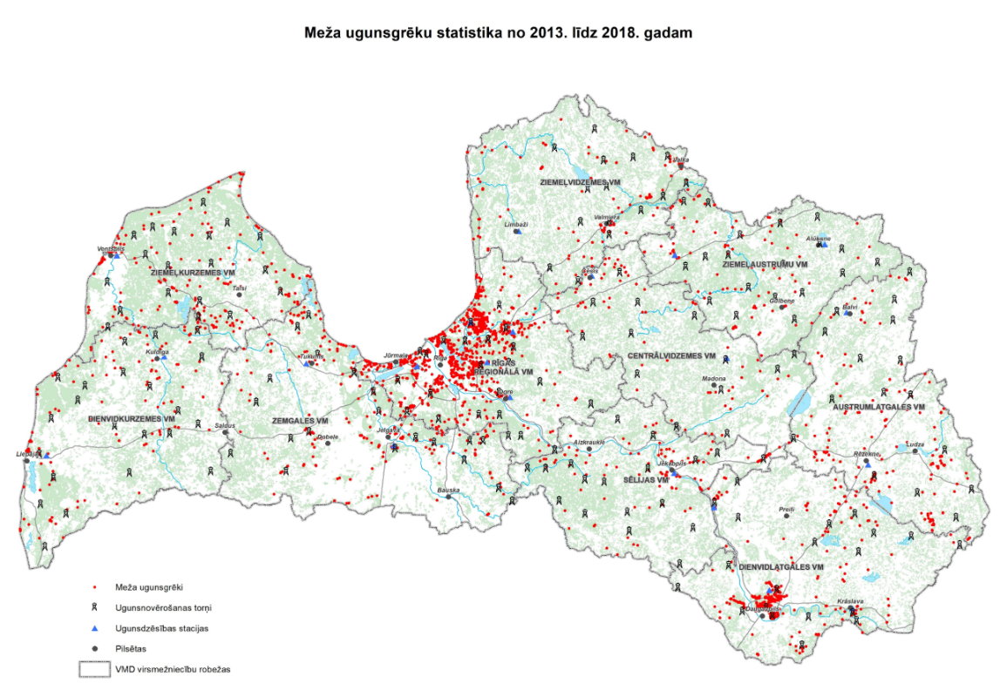 Meža ugunsgrēku statistika no 2013. līdz 2018. gadam
Valka
ZIEMEĻVIDZEMES VM
Valmiera
Limbaži
Alūksne
Ventspils
ZIEMEĻAUSTRUMU VM
ZIEMEĻKURZEMES VM
Cēsis
Talsi
Gulbene
Balvi
Kuldīga
Tukums
Jūrmala
Rīga
RĪGAS
REĢIONĀLĀ VM
CENTRĀLVIDZEMES VM
Madona
Ogre
AUSTRUMLATGALES VM
DIENVIDKURZEMES VM
ZEMGALES VM
Saldus
Jelgava
Dobele
Aizkraukle
Ludza
Liepāja
Rēzekne
Jēkabpils
SĒLIJAS VM
Bauska
Preiļi
DIENVIDLATGALES VM
Krāslava
Daugavpils
Meža ugunsgrēki
Ugunsnovērošanas torņi
Ugunsdzēsības stacijas
Pilsētas
VMD virsmežniecību robežas